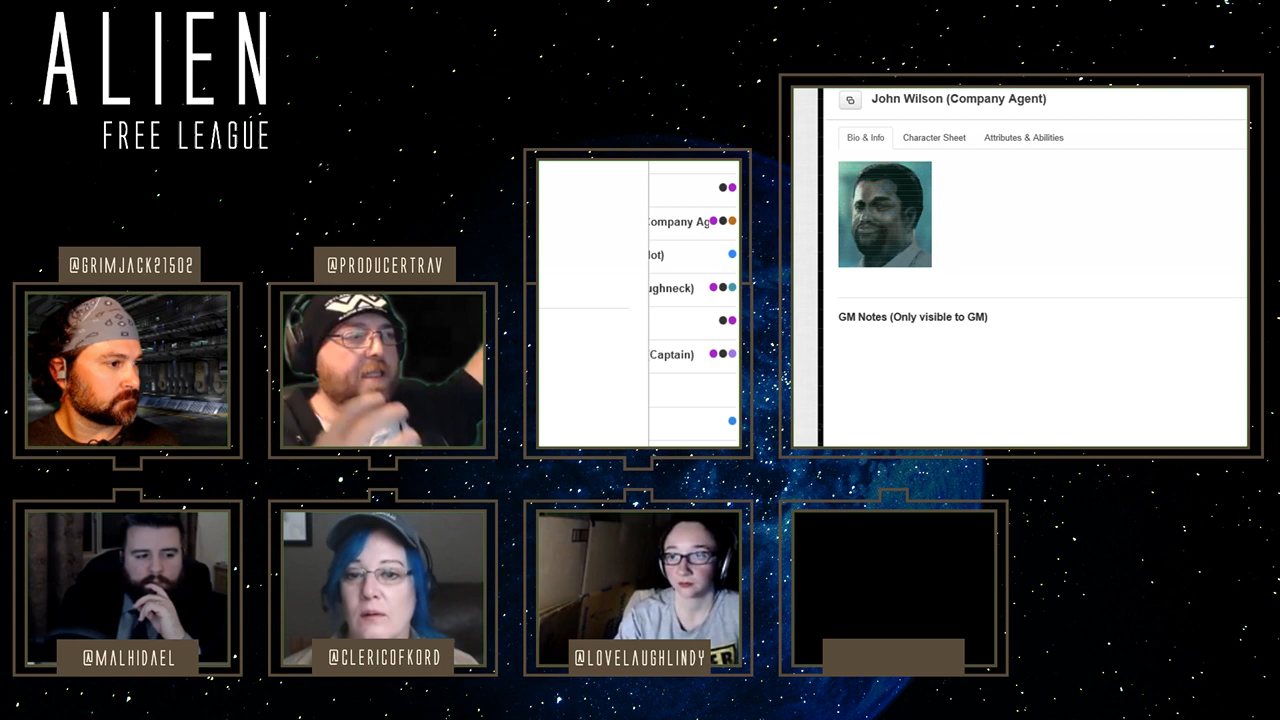 ALIEN
FREE LEAGUE
@GRIMJACK21502
@PRODUCERTRAV
ompany Ag
lot)
ughneck)
Captain)
John Wilson (Company Agent)
Bio & Info
Character Sheet
Attributes & Abilities
GM Notes (Only visible to GM)
@MALHIDAEL
@CLERICOFKORD
@LOVELAUGHLINDY